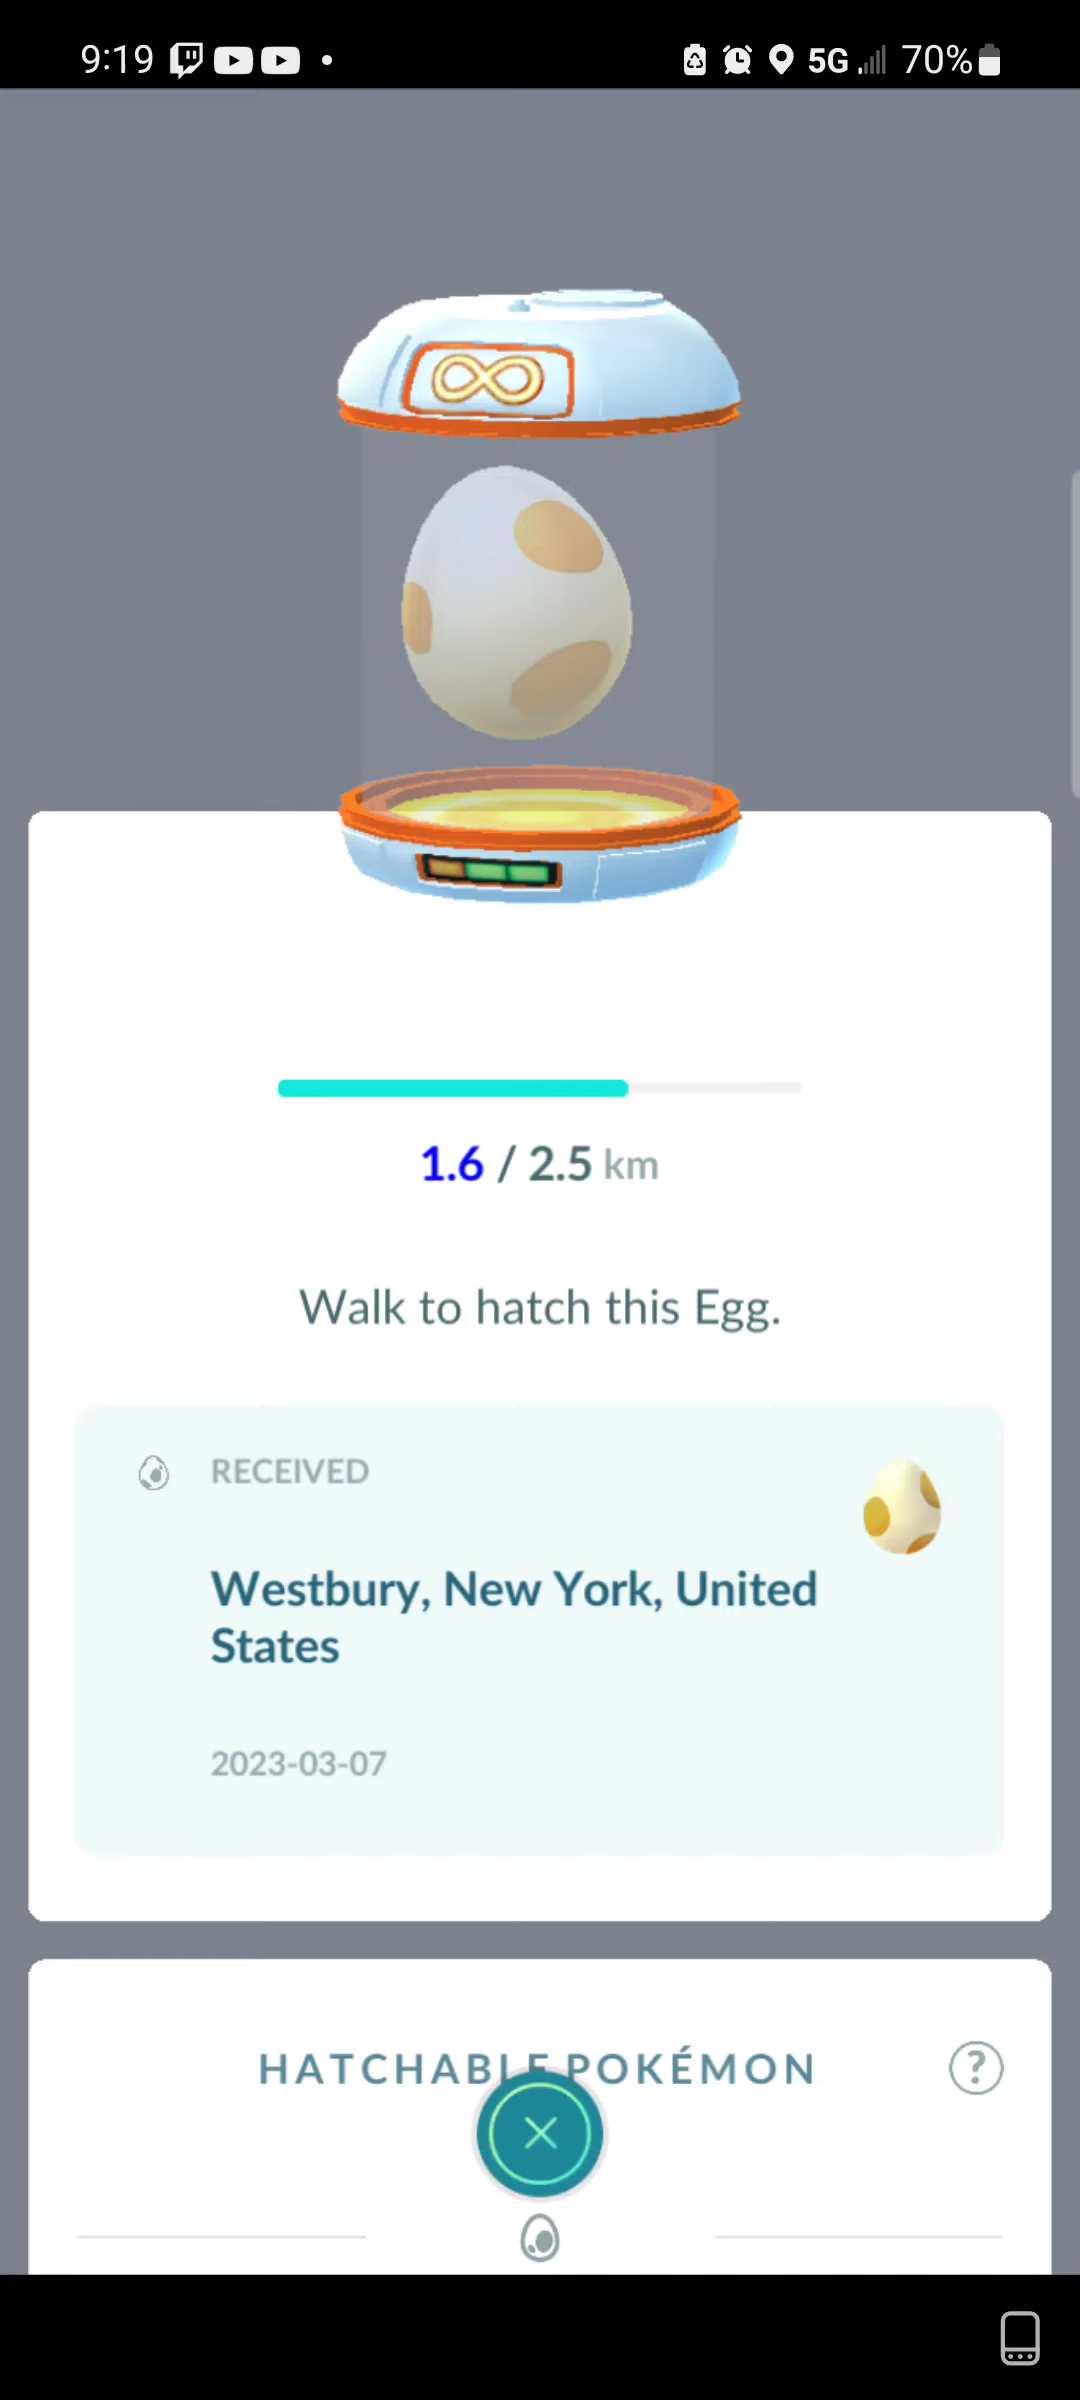 9:19 5G 70%
1.6 / 2.5 km
Walk to hatch this Egg.
RECEIVED
Westbury, New York, United
States
2023-03-07
HATCHABLE POKÉMON ?